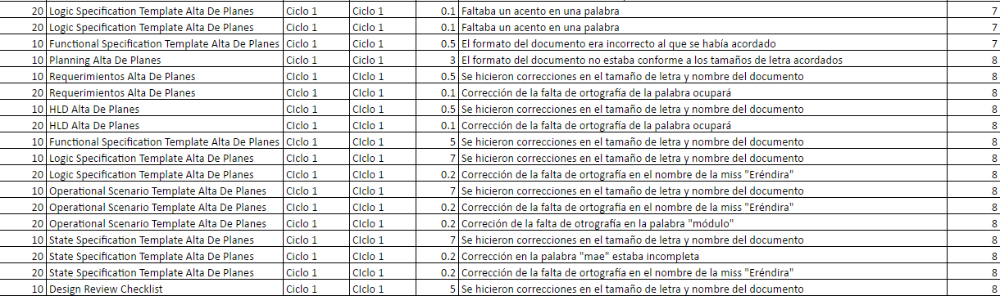 20 Logic Specification Template Alta De Planes Ciclo 1 Ciclo 1 0.1 Faltaba un acento en una palabra 7
20 Logic Specification Template Alta De Planes Ciclo 1 Ciclo 1 0.1 Faltaba un acento en una palabra 7
10 Functional Specification Template Alta De Planes Ciclo 1 Ciclo 1 0.5 El formato del documento era incorrecto al que se había acordado 7
10 Planning Alta De Planes Ciclo 1 Ciclo 1 3 El formato del documento no estaba conforme a los tamaños de letra acordados 8
10 Requerimientos Alta De Planes CIclo 1 CIclo 1 0.5 Se hicieron correcciones en el tamaño de letra y nombre del documento 8
20 Requerimientos Alta De Planes CIclo 1 CIclo 1 0.1 Corrección de la falta de ortografía de la palabra ocupará 8
10 HLD Alta De Planes CIclo 1 CIclo 1 0.5 Se hicieron correcciones en el tamaño de letra y nombre del documento 8
20 HLD Alta De Planes CIclo 1 CIclo 1 0.1 Corrección de la falta de ortografía de la palabra ocupará 8
10 Functional Specification Template Alta De Planes CIclo 1 CIclo 1 5 Se hicieron correcciones en el tamaño de letra y nombre del documento 8
10 Logic Specification Template Alta De Planes Ciclo 1 CIclo 1 7 Se hicieron correcciones en el tamaño de letra y nombre del documento 8
20 Logic Specification Template Alta De Planes Ciclo 1 CIclo 1 0.2 Corrección de la falta de ortografía en el nombre de la miss "Eréndira" 8
10 Operational Scenario Template Alta De Planes Ciclo 1 CIclo 1 7 Se hicieron correcciones en el tamaño de letra y nombre del documento 8
20 Operational Scenario Template Alta De Planes Ciclo 1 CIclo 1 0.2 Corrección de la falta de ortografía en el nombre de la miss "Eréndira" 8
20 Operational Scenario Template Alta De Planes Ciclo 1 CIclo 1 0.2 Correción de la falta de otrografía en la palabra "módulo" 8
10 State Specification Template Alta De Planes Ciclo 1 CIclo 1 7 Se hicieron correcciones en el tamaño de letra y nombre del documento 8
20 State Specification Template Alta De Planes Ciclo 1 CIclo 1 0.2 Corrección en la palabra "mae" estaba incompleta 8
20 State Specification Template Alta De Planes Ciclo 1 CIclo 1 0.2 Corrección de la falta de ortografía en el nombre de la miss "Eréndira" 8
10 Design Review Checklist Ciclo 1 CIclo 1 5 Se hicieron correcciones en el tamaño de letra y nombre del documento 8